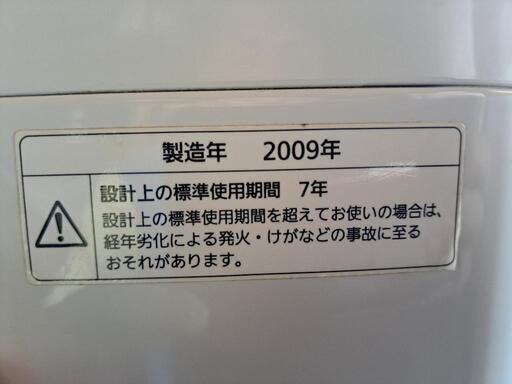 製造年　2009年
設計上の標準使用期間　7年
設計上の標準使用期間を超えてお使いの場合は、
経年劣化による発火・けがなどの事故に至る
おそれがあります。